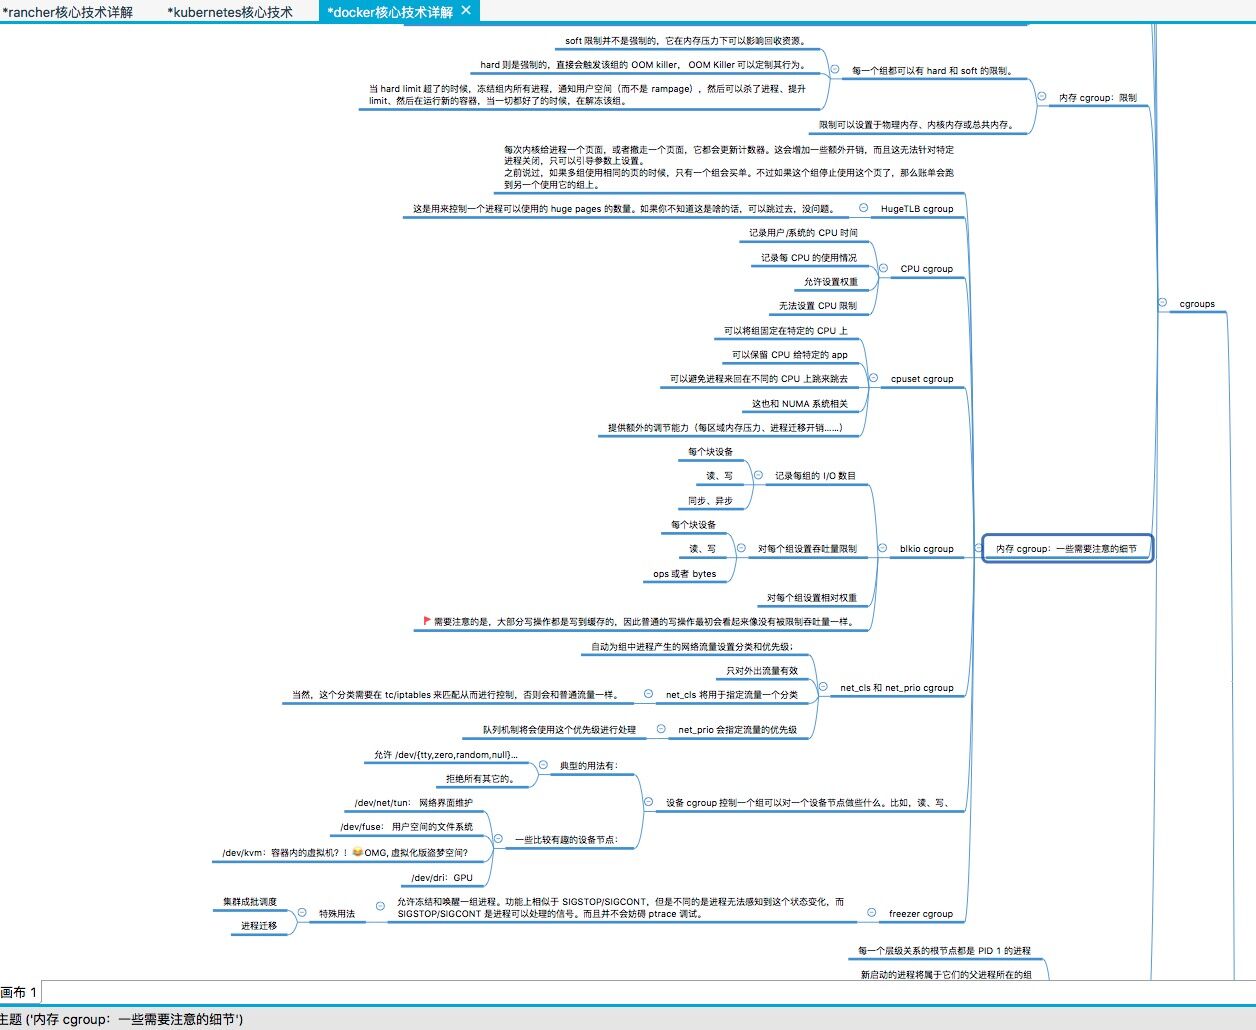 *rancher核心技术详解
*kubernetes核心技术
*docker核心技术详解 ✕
soft 限制并不是强制的，它在内存压力下可以影响回收资源。
hard 则是强制的，直接会触发该组的 OOM killer， OOM Killer 可以定制其行为。
当 hard limit 超了的时候，冻结组内所有进程，通知用户空间（而不是 rampage），然后可以杀了进程、提升
limit、然后在运行新的容器，当一切都好了的时候，在解冻该组。
每一个组都可以有 hard 和 soft 的限制。
限制可以设置于物理内存、内核内存或总共内存。
内存 cgroup：限制
每次内核给进程一个页面，或者撤走一个页面，它都会更新计数器。这会增加一些额外开销，而且这无法针对特定
进程关闭，只可以引导参数上设置。
之前说过，如果多组使用相同的页的时候，只有一个组会买单。不过如果这个组停止使用这个页了，那么账单会跑
到另一个使用它的组上。
这是用来控制一个进程可以使用的 huge pages 的数量。如果你不知道这是啥的话，可以跳过去，没问题。
HugeTLB cgroup
记录用户/系统的 CPU 时间
记录每 CPU 的使用情况
允许设置权重
无法设置 CPU 限制
CPU cgroup
cgroups
可以将组固定在特定的 CPU 上
可以保留 CPU 给特定的 app
可以避免进程来回在不同的 CPU 上跳来跳去
这也和 NUMA 系统相关
提供额外的调节能力（每区域内存压力、进程迁移开销......）
cpuset cgroup
每个块设备
读、写
同步、异步
记录每组的 I/O 数目
每个块设备
读、写
ops 或者 bytes
对每个组设置吞吐量限制
对每个组设置相对权重
需要注意的是，大部分写操作都是写到缓存的，因此普通的写操作最初会看起来像没有被限制吞吐量一样。
blkio cgroup
内存 cgroup：一些需要注意的细节
自动为组中进程产生的网络流量设置分类和优先级；
只对外出流量有效
当然，这个分类需要在 tc/iptables 来匹配从而进行控制，否则会和普通流量一样。
net_cls 将用于指定流量一个分类
队列机制将会使用这个优先级进行处理
net_prio 会指定流量的优先级
net_cls 和 net_prio cgroup
允许 /dev/{tty,zero,random,null}...
拒绝所有其它的。
典型的用法有：
/dev/net/tun： 网络界面维护
/dev/fuse： 用户空间的文件系统
/dev/kvm：容器内的虚拟机？！😂OMG, 虚拟化版盗梦空间?
/dev/dri：GPU
一些比较有趣的设备节点：
设备 cgroup 控制一个组可以对一个设备节点做些什么。比如，读、写、
集群成批调度
进程迁移
特殊用法
允许冻结和唤醒一组进程。功能上相似于 SIGSTOP/SIGCONT，但是不同的是进程无法感知到这个状态变化，而
SIGSTOP/SIGCONT 是进程可以处理的信号。而且并不会妨碍 ptrace 调试。
freezer cgroup
每一个层级关系的根节点都是 PID 1 的进程
新启动的进程将属于它们的父进程所在的组
画布 1
主题 ('内存 cgroup：一些需要注意的细节')